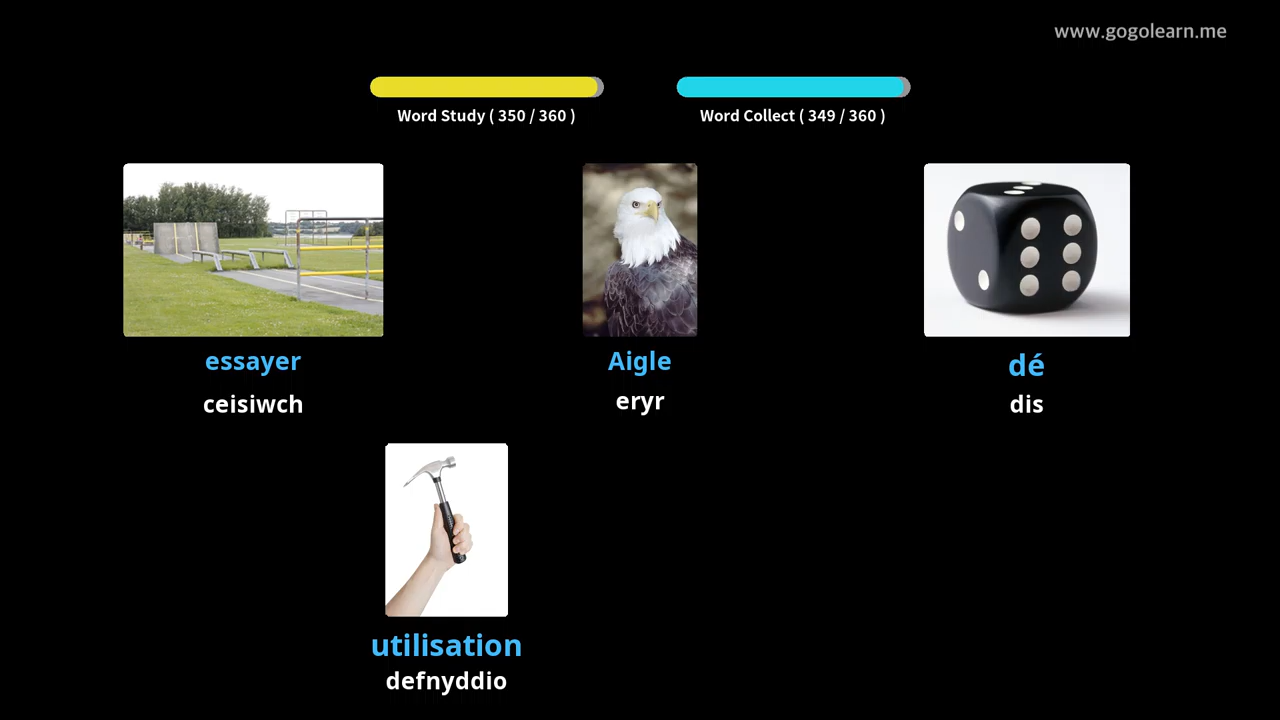 www.gogolearn.me
Word Study ( 350 / 360 )
Word Collect ( 349 / 360 )
essayer
ceisiwch
Aigle
eryr
dé
dis
utilisation
defnyddio